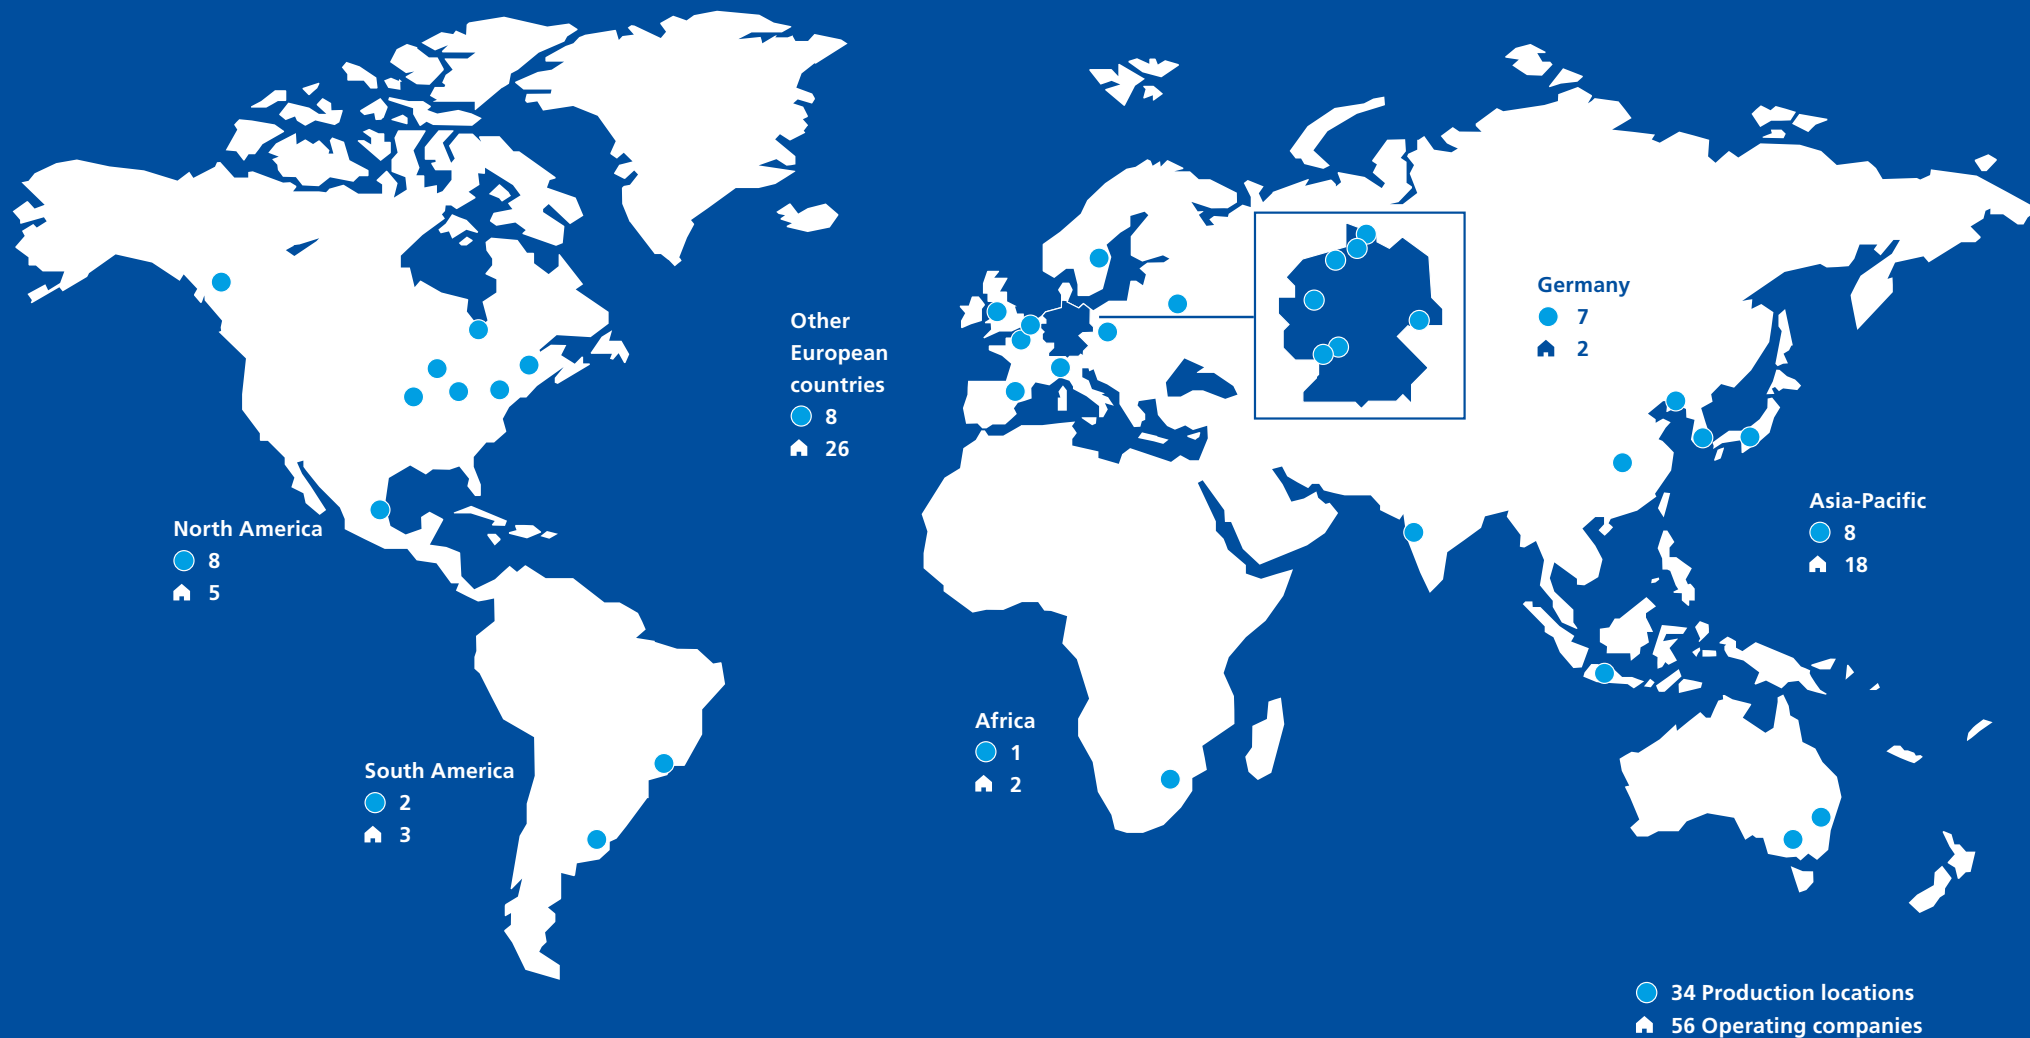 Other
European
countries
8
26
Germany
7
2
North America
8
5
Asia-Pacific
8
18
South America
2
3
Africa
1
2
34 Production locations
56 Operating companies